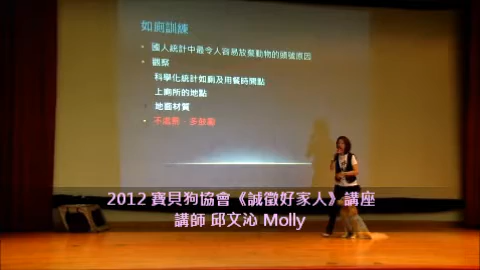 如廁訓練
國人統計中最令人容易放棄動物的頭號原因
觀察
科學化統計如廁及用餐時間點
上廁所的地點
地面材質
不處罰，多鼓勵
2012 寶貝狗協會《誠徵好家人》講座
講師 邱文沁 Molly